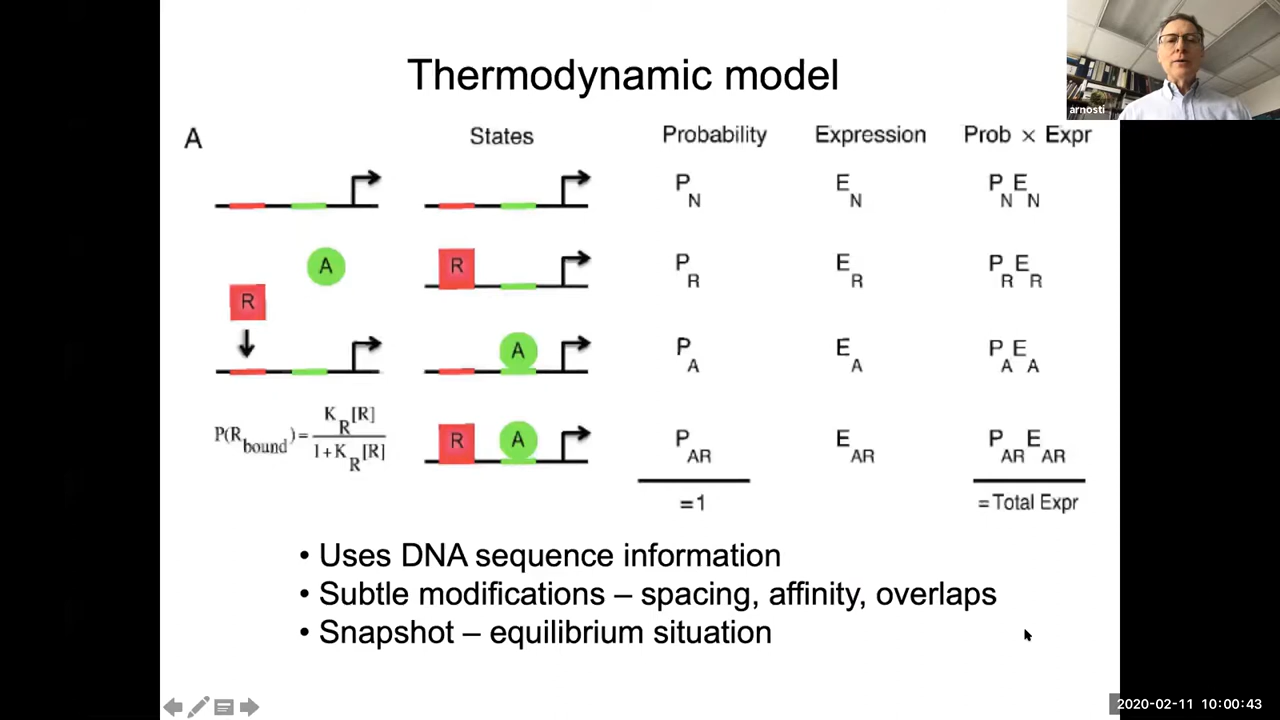 Thermodynamic model
arnosti
A
States
Probability
Expression
Prob × Expr
P_N
E_N
P_N E_N
A
R
R
P_R
E_R
P_R E_R
A
P_A
E_A
P_A E_A
P(R_bound) = K_R[R] / 1+K_R[R]
R A
P_AR
E_AR
P_AR E_AR
=1
=Total Expr
• Uses DNA sequence information
• Subtle modifications – spacing, affinity, overlaps
• Snapshot – equilibrium situation
2020-02-11 10:00:43